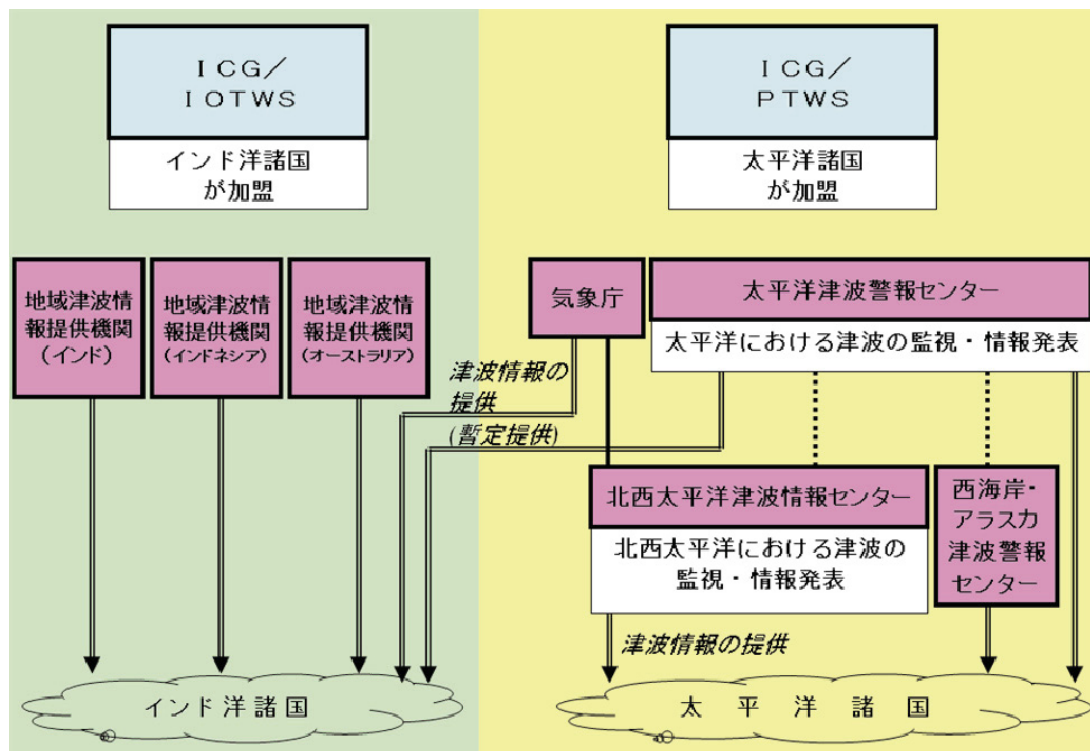 ICG/
IOTWS
インド洋諸国
が加盟
ICG/
PTWS
太平洋諸国
が加盟
地域津波情
報提供機関
(インド)
地域津波情
報提供機関
(インドネシア)
地域津波情
報提供機関
(オーストラリア)
気象庁
太平洋津波警報センター
太平洋における津波の監視・情報発表
津波情報の
提供
(暫定提供)
北西太平洋津波情報センター
北西太平洋における津波の
監視・情報発表
西海岸・
アラスカ
津波警報
センター
津波情報の提供
インド洋諸国
太平洋諸国